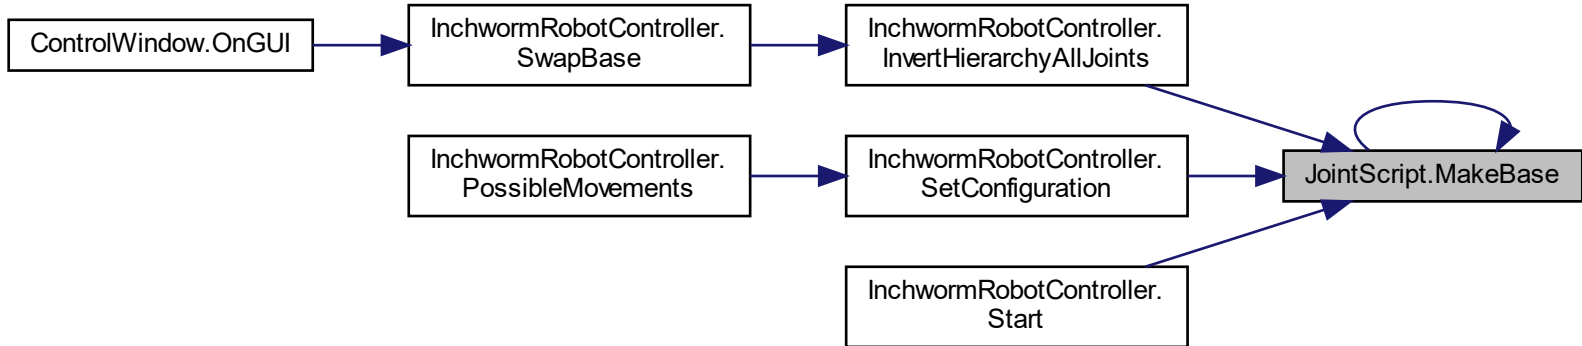 ControlWindow.OnGUI
InchwormRobotController.
SwapBase
InchwormRobotController.
InvertHierarchyAllJoints
InchwormRobotController.
PossibleMovements
InchwormRobotController.
SetConfiguration
JointScript.MakeBase
InchwormRobotController.
Start